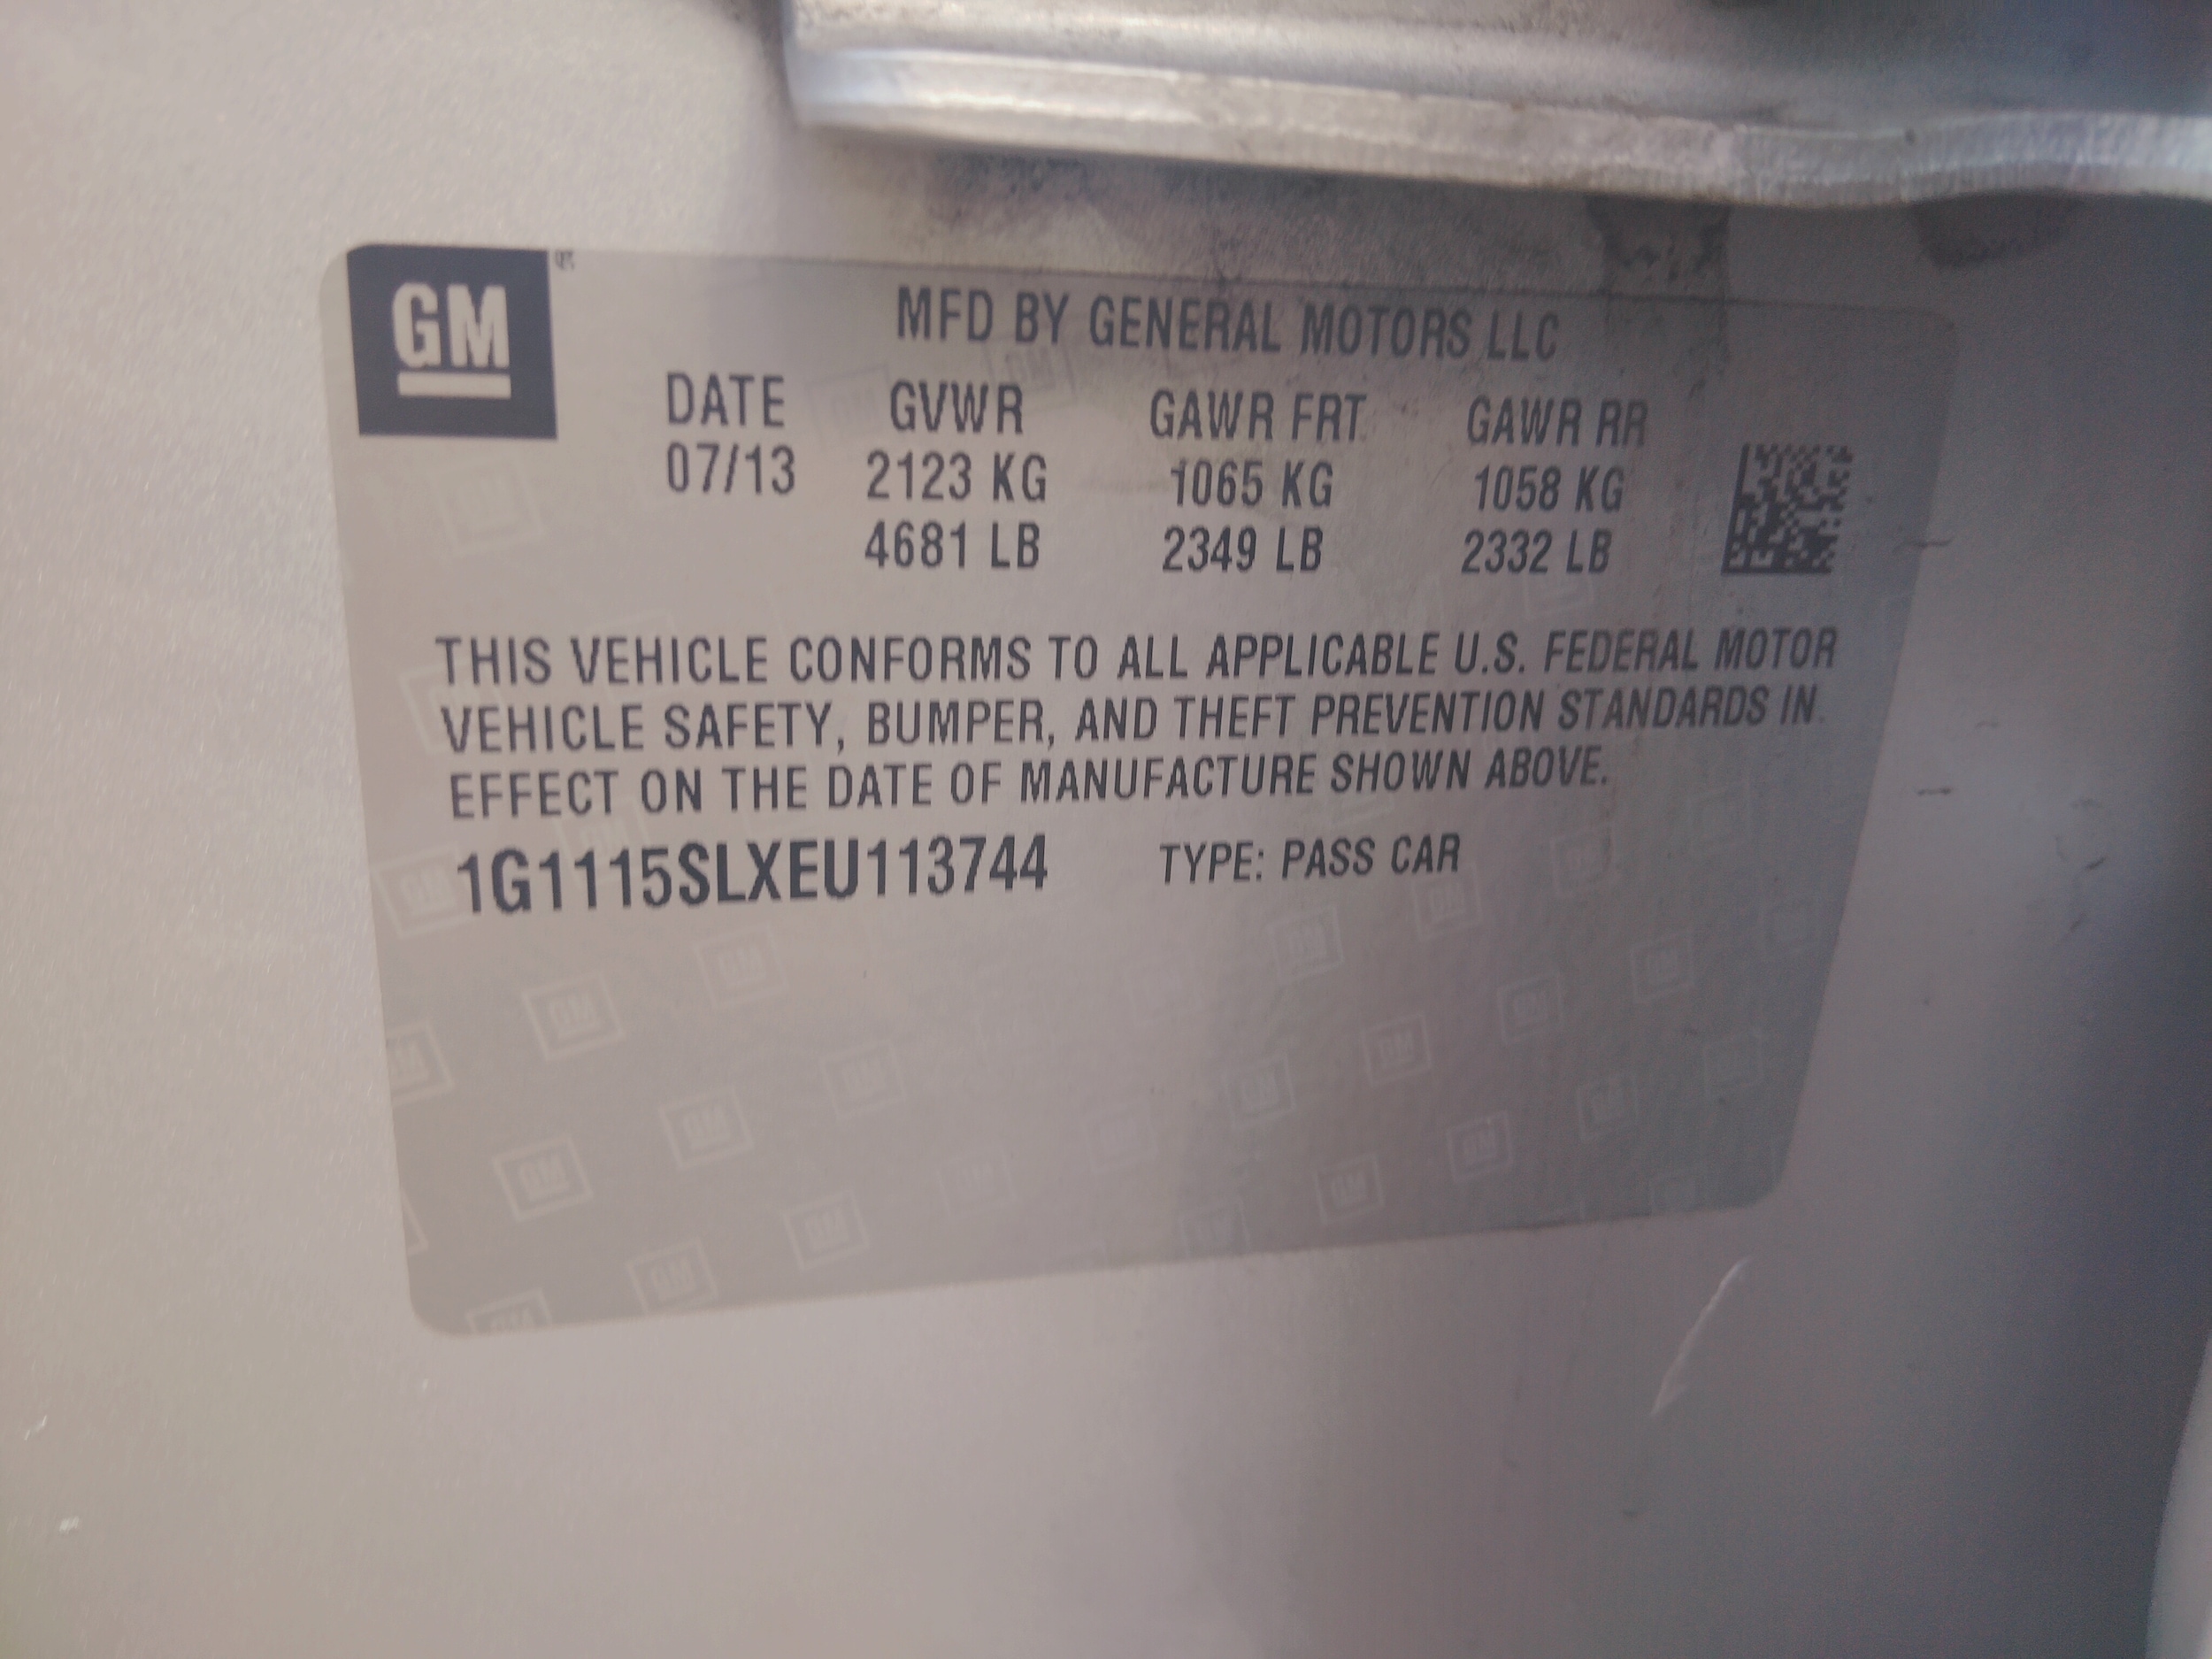 GM
MFD BY GENERAL MOTORS LLC
DATE GVWR GAWR FRT GAWR RR
07/13 2123 KG 1065 KG 1058 KG
4681 LB 2349 LB 2332 LB
THIS VEHICLE CONFORMS TO ALL APPLICABLE U.S. FEDERAL MOTOR
VEHICLE SAFETY, BUMPER, AND THEFT PREVENTION STANDARDS IN
EFFECT ON THE DATE OF MANUFACTURE SHOWN ABOVE.
1G1115SLXEU113744 TYPE: PASS CAR